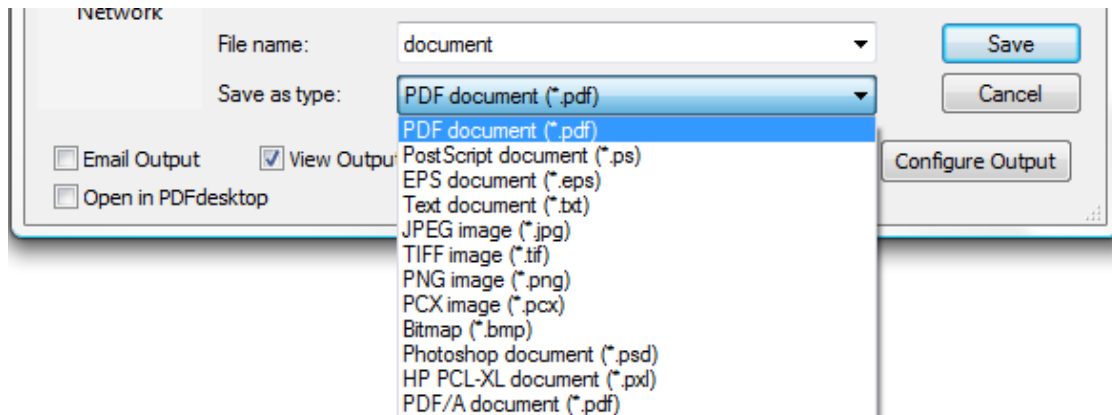 Network
File name: document
Save
Save as type: PDF document (*.pdf)
Cancel
PDF document (*.pdf)
PostScript document (*.ps)
EPS document (*.eps)
Text document (*.txt)
JPEG image (*.jpg)
TIFF image (*.tif)
PNG image (*.png)
PCX image (*.pcx)
Bitmap (*.bmp)
Photoshop document (*.psd)
HP PCL-XL document (*.pxl)
PDF/A document (*.pdf)
Email Output
View Outpu
Configure Output
Open in PDFdesktop